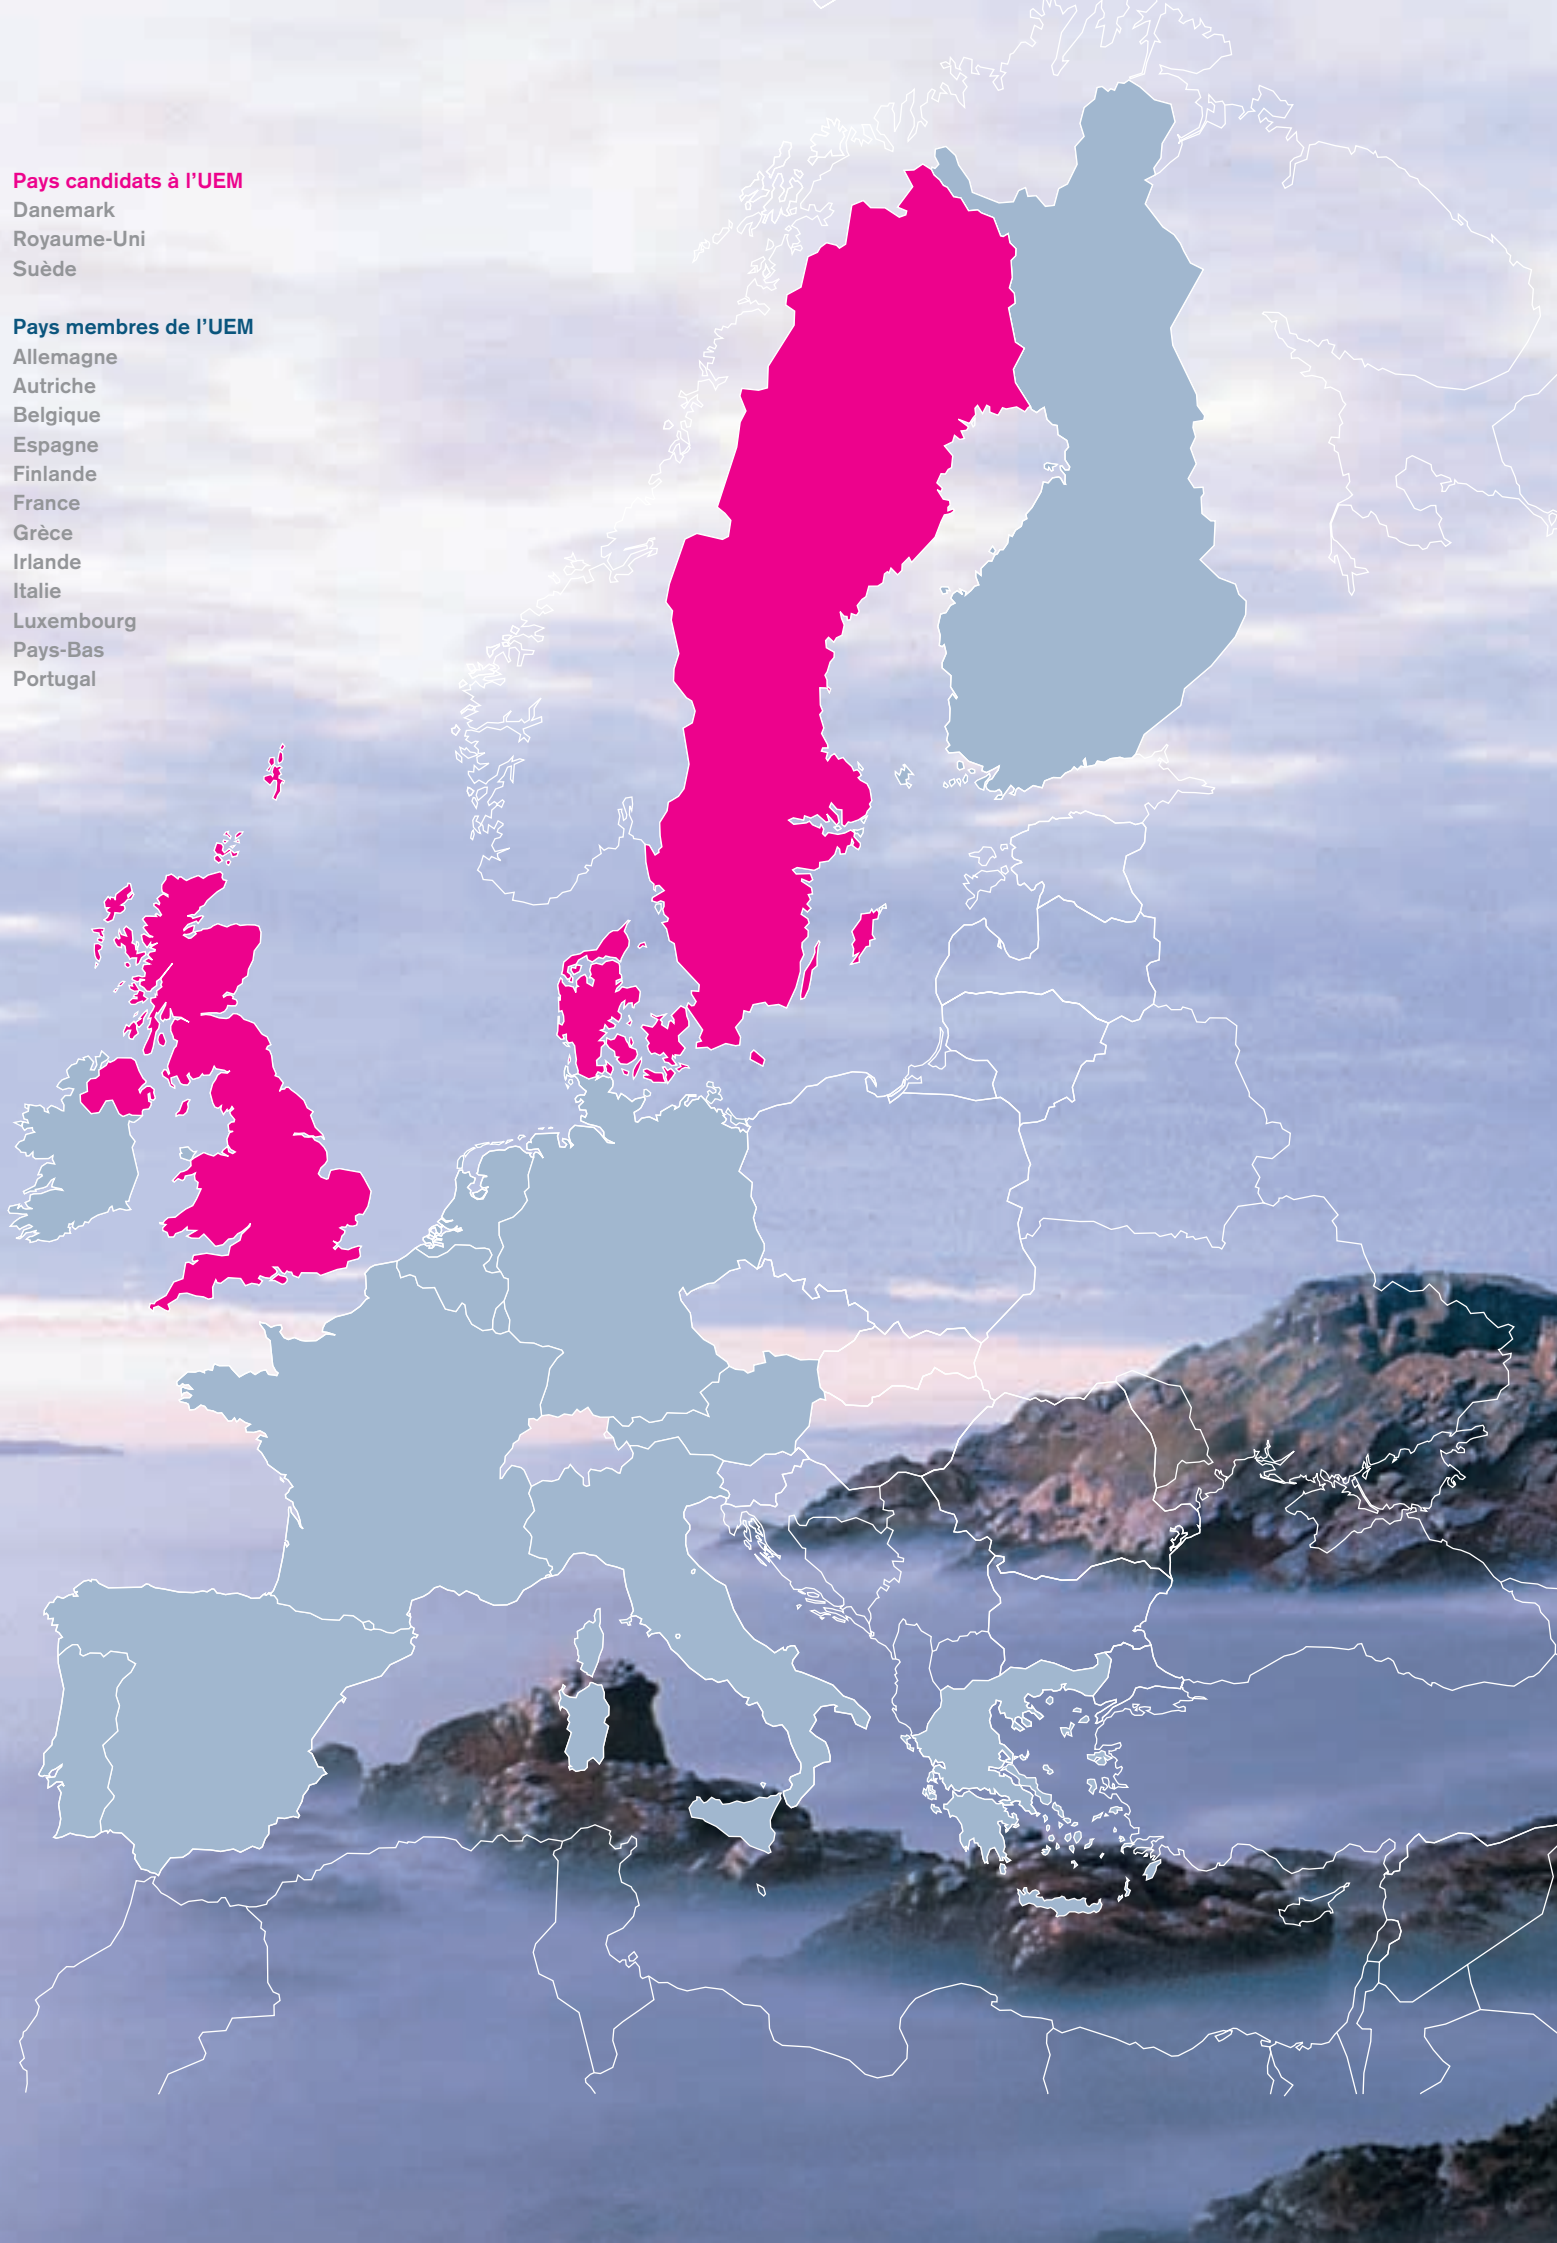 Pays candidats à l’UEM
Danemark
Royaume-Uni
Suède
Pays membres de l’UEM
Allemagne
Autriche
Belgique
Espagne
Finlande
France
Grèce
Irlande
Italie
Luxembourg
Pays-Bas
Portugal